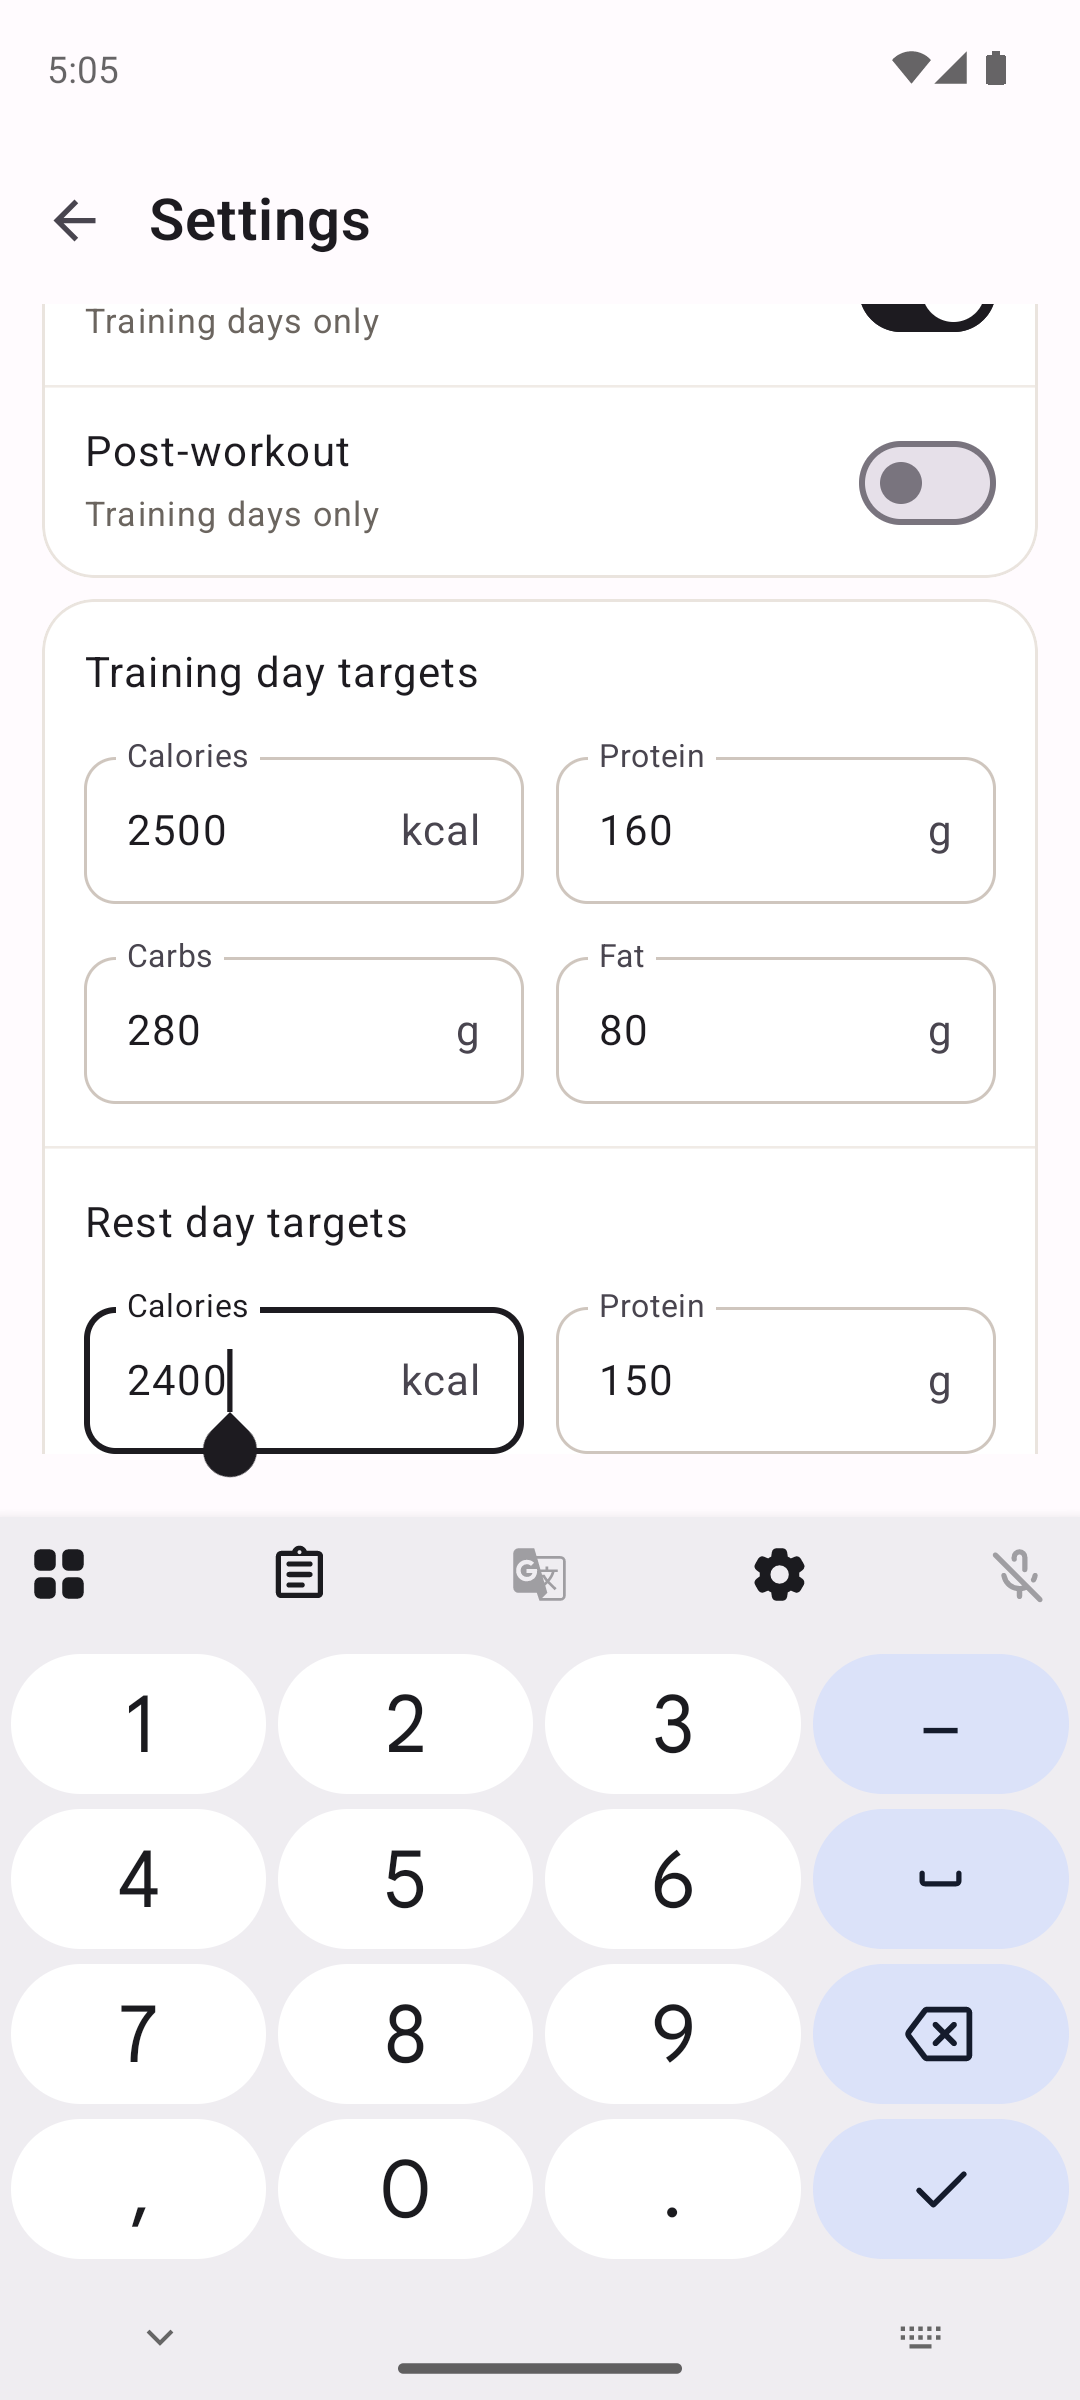 5:05
Settings
Training days only
Post-workout
Training days only
Training day targets
Calories
2500 kcal
Protein
160 g
Carbs
280 g
Fat
80 g
Rest day targets
Calories
2400 kcal
Protein
150 g
1 2 3 –
4 5 6
7 8 9
, 0 .